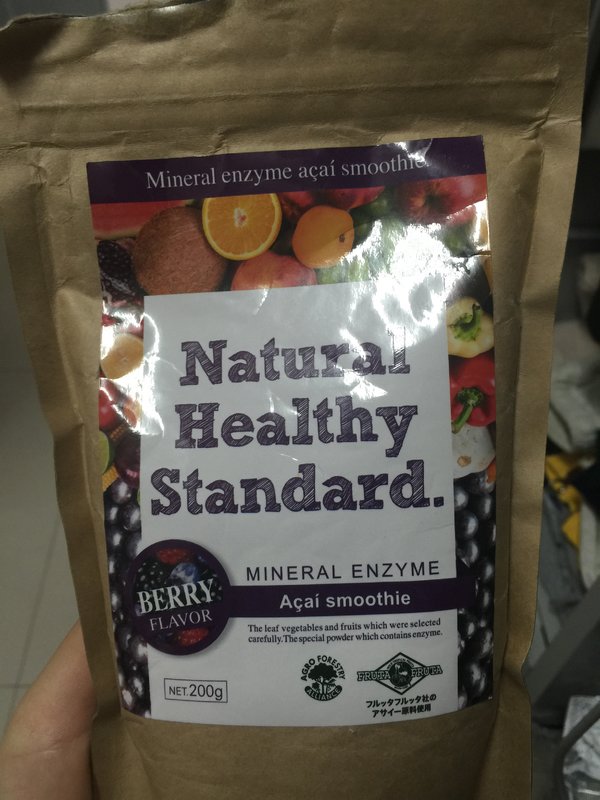 Mineral enzyme açaí smoothie
Natural
Healthy
Standard.
MINERAL ENZYME
BERRY
FLAVOR
Açaí smoothie
The leaf vegetables and fruits which were selected
carefully.The special powder which contains enzyme.
AGRO FORESTRY
ALLIANCE
FRUTA FRUTA
NET.200g
フルッタフルッタ社の
アサイー原料使用